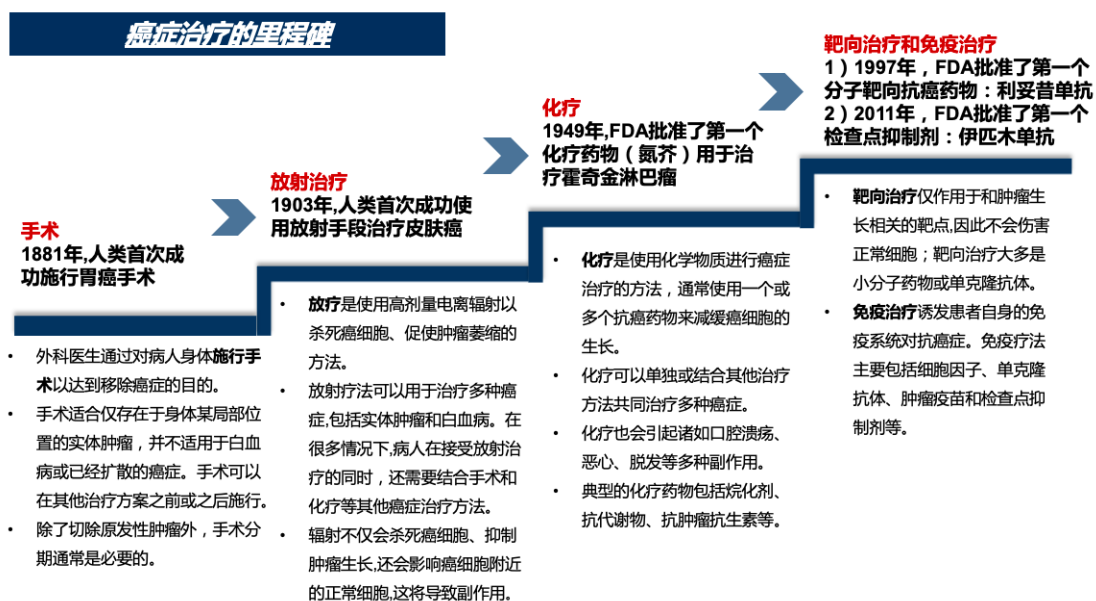 癌症治疗的里程碑
手术
1881年,人类首次成
功施行胃癌手术
• 外科医生通过对病人身体施行手
术以达到移除癌症的目的。
• 手术适合仅存在于身体某局部位
置的实体肿瘤，并不适用于白血
病或已经扩散的癌症。手术可以
在其他治疗方案之前或之后施行。
• 除了切除原发性肿瘤外，手术分
期通常是必要的。
放射治疗
1903年,人类首次成功使
用放射手段治疗皮肤癌
• 放疗是使用高剂量电离辐射以
杀死癌细胞、促使肿瘤萎缩的
方法。
• 放射疗法可以用于治疗多种癌
症,包括实体肿瘤和白血病。在
很多情况下,病人在接受放射治
疗的同时，还需要结合手术和
化疗等其他癌症治疗方法。
• 辐射不仅会杀死癌细胞、抑制
肿瘤生长,还会影响癌细胞附近
的正常细胞,这将导致副作用。
化疗
1949年,FDA批准了第一个
化疗药物（氮芥）用于治
疗霍奇金淋巴瘤
• 化疗是使用化学物质进行癌症
治疗的方法，通常使用一个或
多个抗癌药物来减缓癌细胞的
生长。
• 化疗可以单独或结合其他治疗
方法共同治疗多种癌症。
• 化疗也会引起诸如口腔溃疡、
恶心、脱发等多种副作用。
• 典型的化疗药物包括烷化剂、
抗代谢物、抗肿瘤抗生素等。
靶向治疗和免疫治疗
1）1997年，FDA批准了第一个
分子靶向抗癌药物：利妥昔单抗
2）2011年，FDA批准了第一个
检查点抑制剂：伊匹木单抗
• 靶向治疗仅作用于和肿瘤生
长相关的靶点,因此不会伤害
正常细胞；靶向治疗大多是
小分子药物或单克隆抗体。
• 免疫治疗诱发患者自身的免
疫系统对抗癌症。免疫疗法
主要包括细胞因子、单克隆
抗体、肿瘤疫苗和检查点抑
制剂等。